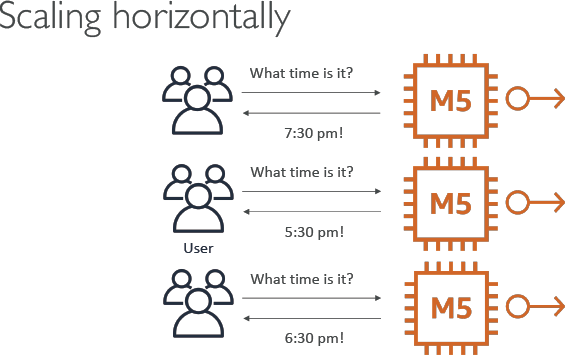 Scaling horizontally
What time is it?
M5
7:30 pm!
What time is it?
M5
5:30 pm!
User
What time is it?
M5
6:30 pm!